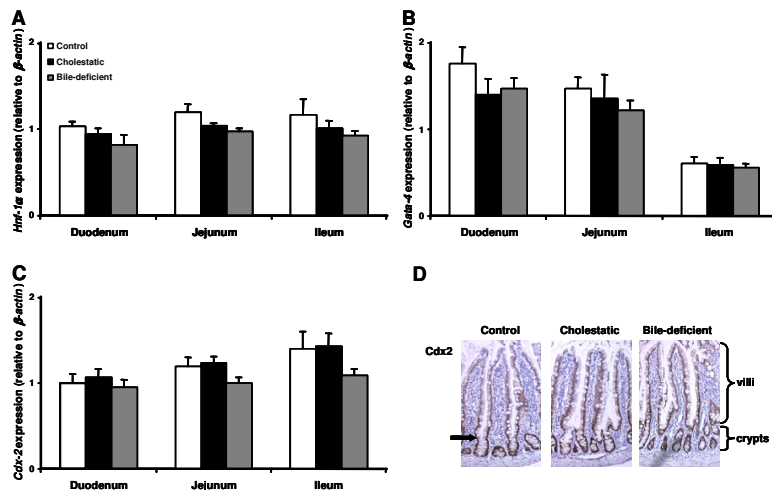 A
Hnf-1α expression (relative to β-actin)
2
1
0
Control
Cholestatic
Bile-deficient
Duodenum Jejunum Ileum
B
Gata-4 expression (relative to β-actin)
2
1
0
Duodenum Jejunum Ileum
C
Cdx-2 expression (relative to β-actin)
2
1
0
Duodenum Jejunum Ileum
D
Control Cholestatic Bile-deficient
Cdx2
villi
crypts